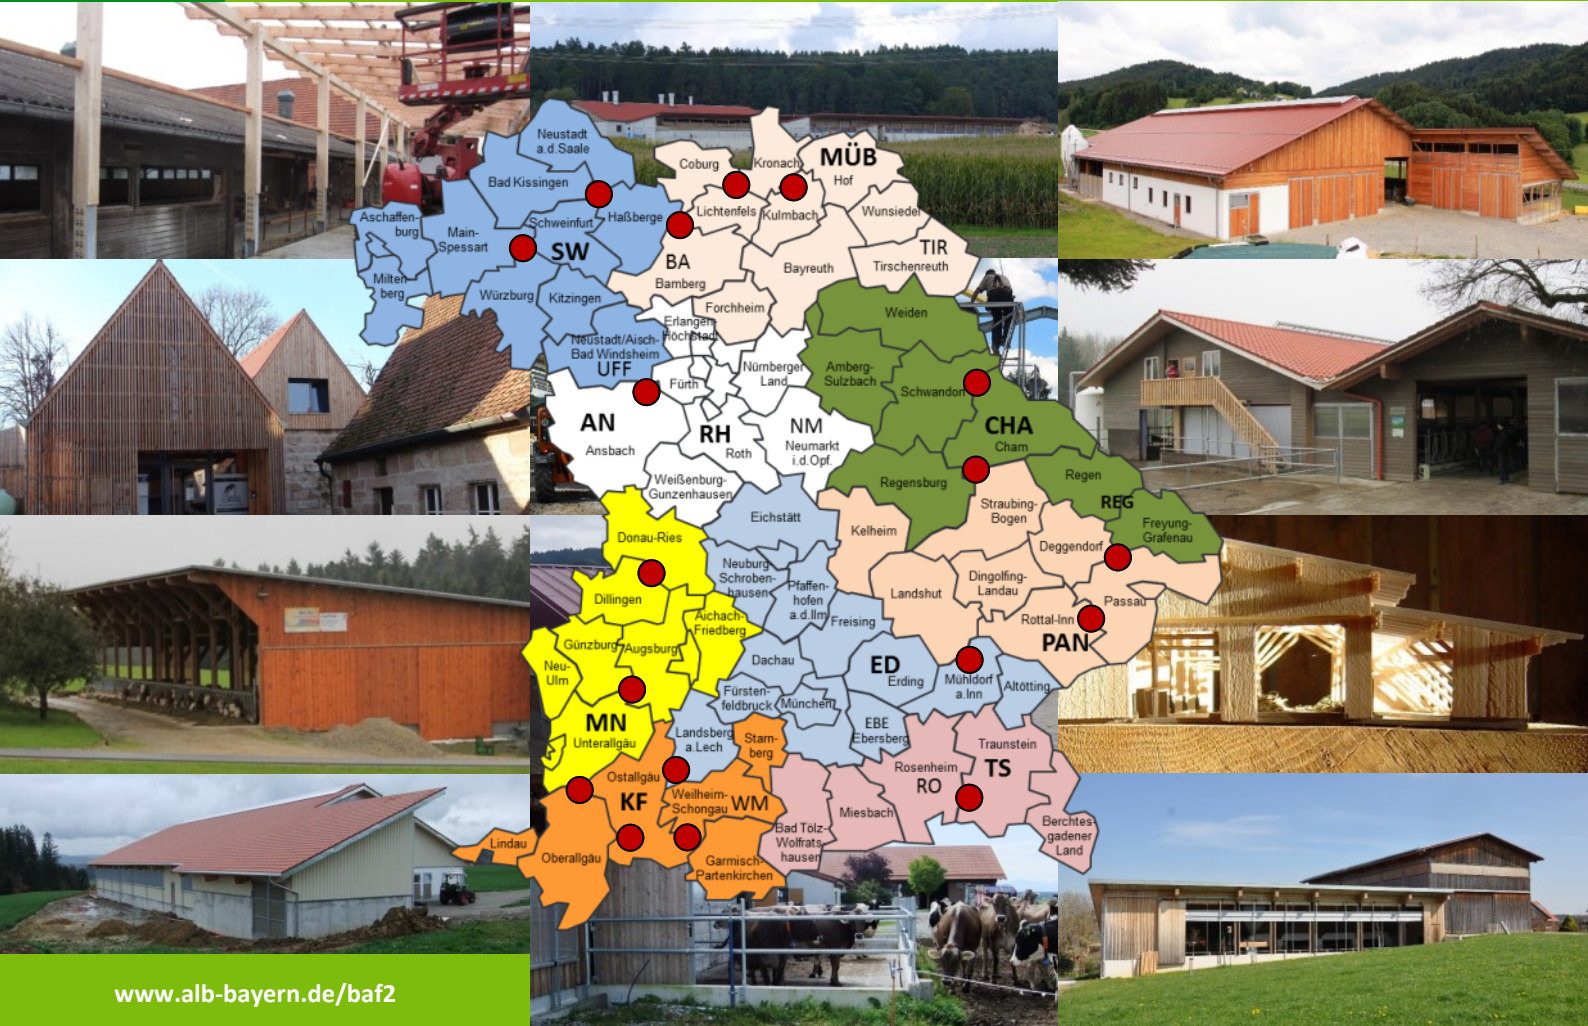 Neustadt
a.d.Saale
Bad Kissingen
Coburg
Kronach
MÜB
Hof
Aschaffen-
burg
Main-
Spessart
Schweinfurt
Haßberge
SW
Lichtenfels
Kulmbach
Wunsiedel
TIR
Tirschenreuth
BA
Bamberg
Bayreuth
Milten
berg
Würzburg
Kitzingen
Forchheim
Erlangen-
Höchstadt
Weiden
Neustadt/Aisch-
Bad Windsheim
UFF
Fürth
Nürnberger
Land
Amberg-
Sulzbach
Schwandorf
AN
Ansbach
RH
Roth
NM
Neumarkt
i.d.Opf.
CHA
Cham
Weißenburg-
Gunzenhausen
Regensburg
Regen
REG
Freyung-
Grafenau
Eichstätt
Kelheim
Straubing-
Bogen
Deggendorf
Donau-Ries
Neuburg
Schroben-
hausen
Pfaffen-
hofen
a.d.Ilm
Landshut
Dingolfing-
Landau
Passau
Dillingen
Aichach-
Friedberg
Freising
Rottal-Inn
PAN
Günzburg
Augsburg
Neu-
Ulm
Dachau
ED
Erding
Mühldorf
a.Inn
Altötting
Fürsten-
feldbruck
München
MN
Unterallgäu
Landsberg
a.Lech
Starn-
berg
EBE
Ebersberg
Traunstein
TS
Rosenheim
RO
Ostallgäu
KF
Weilheim-
Schongau
WM
Miesbach
Bad Tölz-
Wolfrats
hausen
Berchtes-
gadener
Land
Lindau
Oberallgäu
Garmisch-
Partenkirchen
www.alb-bayern.de/baf2